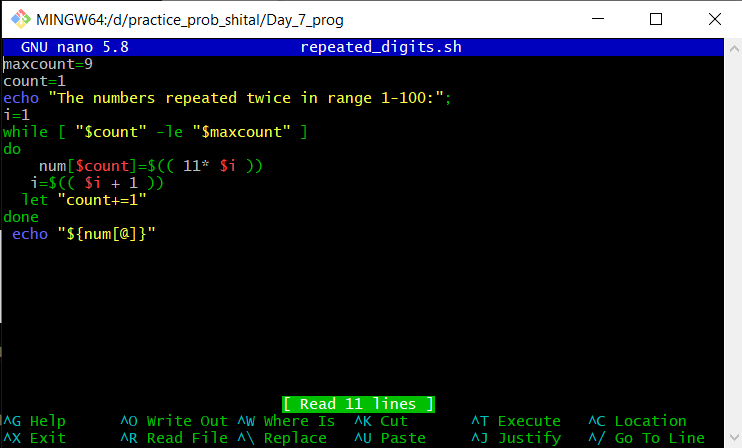 MINGW64:/d/practice_prob_shital/Day_7_prog
GNU nano 5.8 repeated_digits.sh
maxcount=9
count=1
echo "The numbers repeated twice in range 1-100:";
i=1
while [ "$count" -le "$maxcount" ]
do
    num[$count]=$(( 11* $i ))
   i=$(( $i + 1 ))
  let "count+=1"
done
 echo "${num[@]}"
[ Read 11 lines ]
^G Help ^O Write Out ^W Where Is ^K Cut ^T Execute ^C Location
^X Exit ^R Read File ^\ Replace ^U Paste ^J Justify ^/ Go To Line